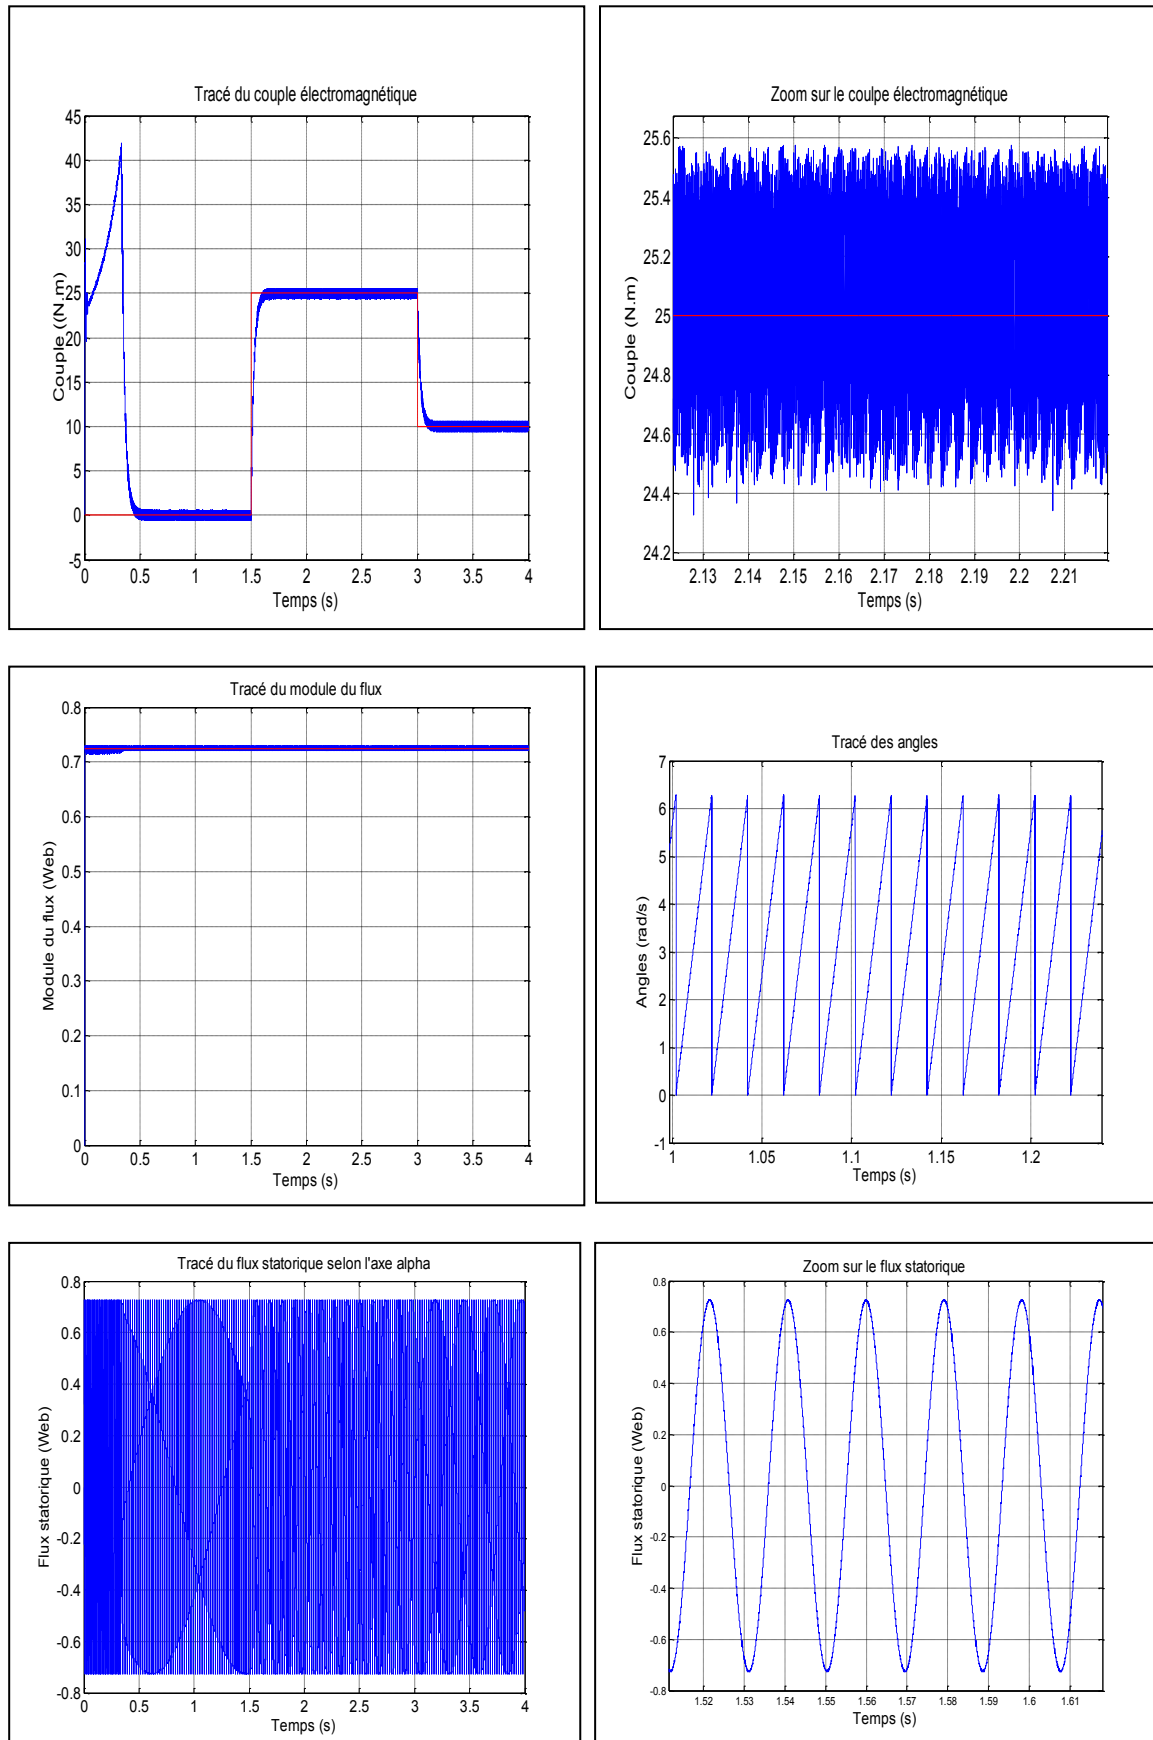 Tracé du couple électromagnétique
45
40
35
30
25
20
15
10
5
0
-5
Couple ((N.m)
0 0.5 1 1.5 2 2.5 3 3.5 4
Temps (s)
Zoom sur le coulpe électromagnétique
25.6
25.4
25.2
25
24.8
24.6
24.4
24.2
Couple (N.m)
2.13 2.14 2.15 2.16 2.17 2.18 2.19 2.2 2.21
Temps (s)
Tracé du module du flux
0.8
0.7
0.6
0.5
0.4
0.3
0.2
0.1
0
Module du flux (Web)
0 0.5 1 1.5 2 2.5 3 3.5 4
Temps (s)
Tracé des angles
7
6
5
4
3
2
1
0
-1
Angles (rad/s)
1 1.05 1.1 1.15 1.2
Temps (s)
Tracé du flux statorique selon l'axe alpha
0.8
0.6
0.4
0.2
0
-0.2
-0.4
-0.6
-0.8
Flux statorique (Web)
0 0.5 1 1.5 2 2.5 3 3.5 4
Temps (s)
Zoom sur le flux statorique
0.8
0.6
0.4
0.2
0
-0.2
-0.4
-0.6
-0.8
Flux statorique (Web)
1.52 1.53 1.54 1.55 1.56 1.57 1.58 1.59 1.6 1.61
Temps (s)